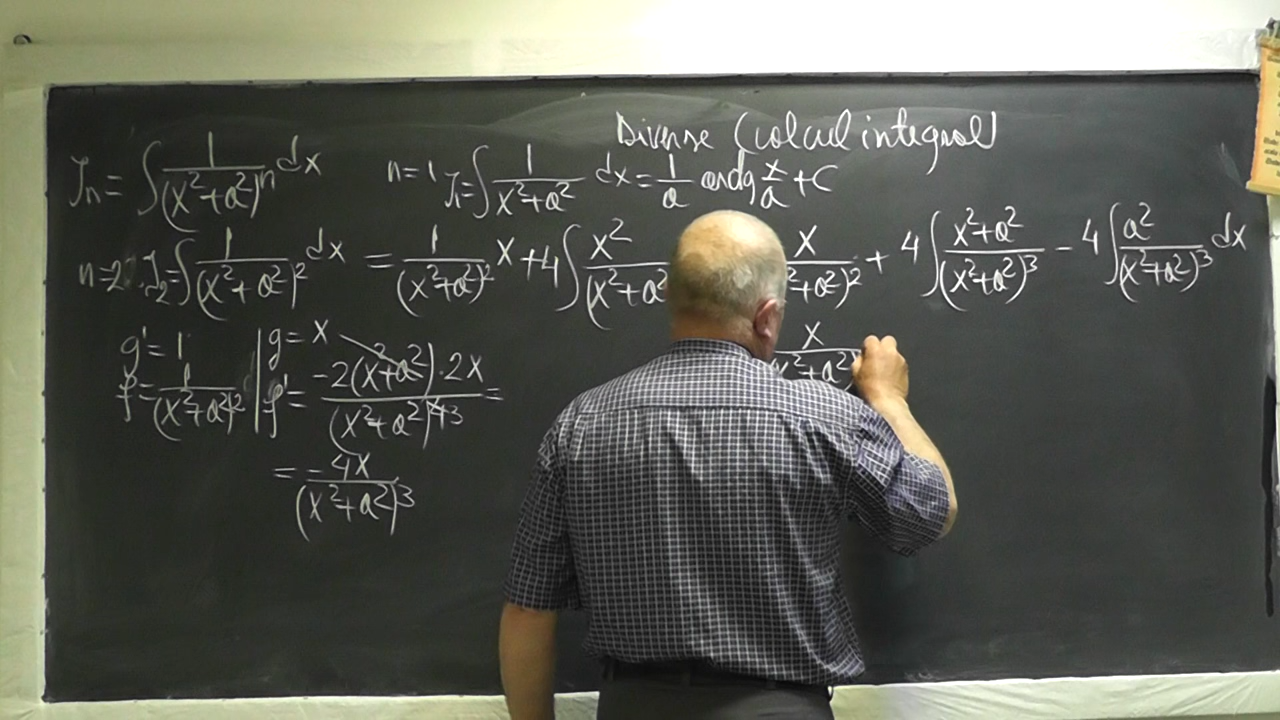 Diverse (calcul integral)
Jn = ∫ 1/(x²+a²)ⁿ dx   n=1 J₁=∫ 1/(x²+a²) dx = 1/a arctg x/a + C
n=2. J₂=∫ 1/(x²+a²)² dx = 1/(x²+a²)² x + 4∫ x²/(x²+a² x/(x²+a²)² + 4∫ (x²+a²)/(x²+a²)³ − 4∫ a²/(x²+a²)³ dx
g'=1 | g=x   x/(x²+a²)
f=1/(x²+a²)² | f'= −2(x²+a²)·2x/(x²+a²)⁴³ =
= −4x/(x²+a²)³